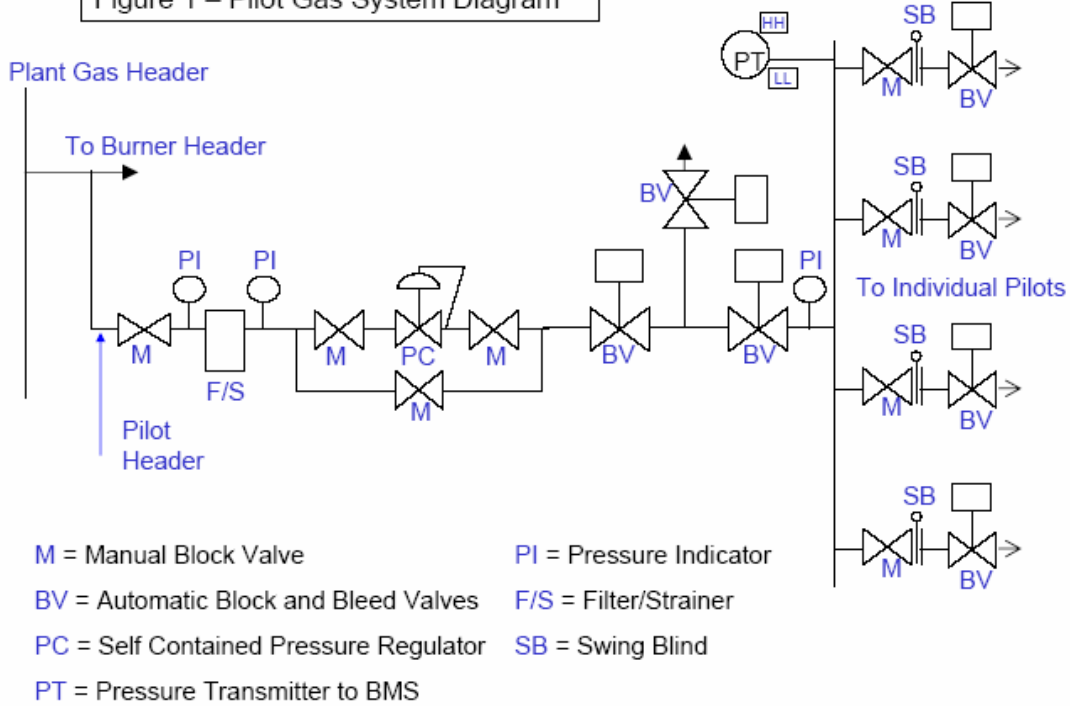 Figure 1 – Pilot Gas System Diagram
Plant Gas Header
To Burner Header
PI
PI
M
F/S
M
PC
M
M
Pilot
Header
BV
BV
BV
PI
PT
HH
LL
SB
M
BV
SB
M
BV
To Individual Pilots
SB
M
BV
SB
M
BV
M = Manual Block Valve
BV = Automatic Block and Bleed Valves
PC = Self Contained Pressure Regulator
PT = Pressure Transmitter to BMS
PI = Pressure Indicator
F/S = Filter/Strainer
SB = Swing Blind